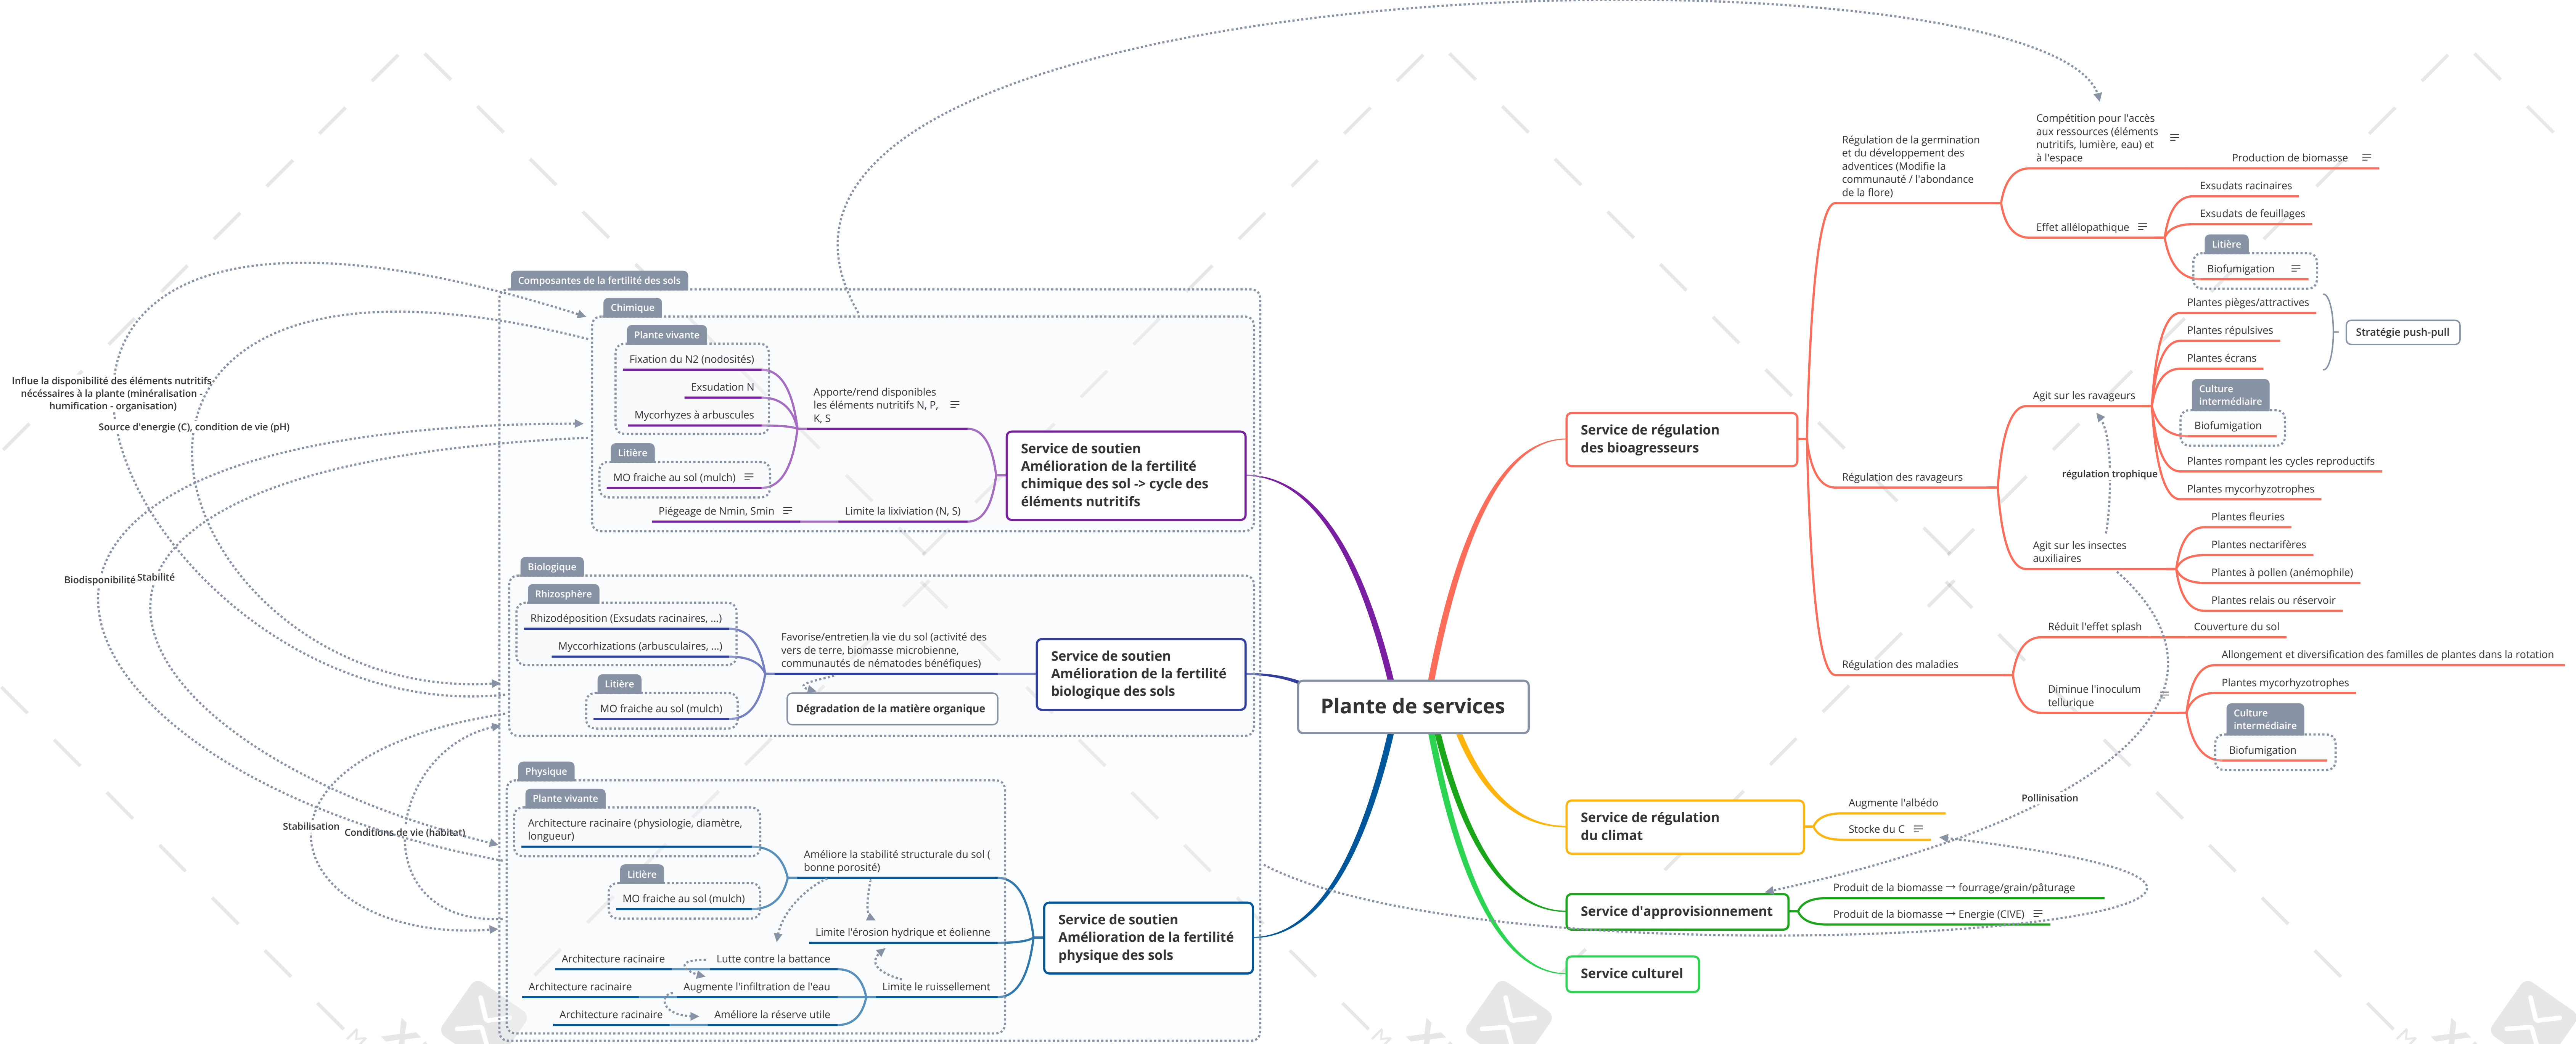 Composantes de la fertilité des sols
Chimique
Plante vivante
Fixation du N2 (nodosités)
Exsudation N
Mycorhyzes à arbuscules
Litière
MO fraiche au sol (mulch)
Piégeage de Nmin, Smin
Apporte/rend disponibles
les éléments nutritifs N, P,
K, S
Limite la lixiviation (N, S)
Service de soutien
Amélioration de la fertilité
chimique des sol -> cycle des
éléments nutritifs
Influe la disponibilité des éléments nutritifs
nécéssaires à la plante (minéralisation -
humification - organisation)
Source d'energie (C), condition de vie (pH)
Biodisponibilité
Stabilité
Stabilisation
Conditions de vie (habitat)
Biologique
Rhizosphère
Rhizodéposition (Exsudats racinaires, ...)
Myccorhizations (arbusculaires, ...)
Litière
MO fraiche au sol (mulch)
Favorise/entretien la vie du sol (activité des
vers de terre, biomasse microbienne,
communautés de nématodes bénéfiques)
Dégradation de la matière organique
Service de soutien
Amélioration de la fertilité
biologique des sols
Physique
Plante vivante
Architecture racinaire (physiologie, diamètre,
longueur)
Litière
MO fraiche au sol (mulch)
Améliore la stabilité structurale du sol (
bonne porosité)
Limite l'érosion hydrique et éolienne
Architecture racinaire
Lutte contre la battance
Architecture racinaire
Augmente l'infiltration de l'eau
Limite le ruissellement
Architecture racinaire
Améliore la réserve utile
Service de soutien
Amélioration de la fertilité
physique des sols
Plante de services
Service de régulation
des bioagresseurs
Régulation de la germination
et du développement des
adventices (Modifie la
communauté / l'abondance
de la flore)
Compétition pour l'accès
aux ressources (éléments
nutritifs, lumière, eau) et
à l'espace
Production de biomasse
Effet allélopathique
Exsudats racinaires
Exsudats de feuillages
Litière
Biofumigation
Régulation des ravageurs
Agit sur les ravageurs
Plantes pièges/attractives
Plantes répulsives
Plantes écrans
Stratégie push-pull
Culture
intermédiaire
Biofumigation
Plantes rompant les cycles reproductifs
Plantes mycorhyzotrophes
régulation trophique
Agit sur les insectes
auxiliaires
Plantes fleuries
Plantes nectarifères
Plantes à pollen (anémophile)
Plantes relais ou réservoir
Régulation des maladies
Réduit l'effet splash
Couverture du sol
Diminue l'inoculum
tellurique
Allongement et diversification des familles de plantes dans la rotation
Plantes mycorhyzotrophes
Culture
intermédiaire
Biofumigation
Pollinisation
Service de régulation
du climat
Augmente l'albédo
Stocke du C
Service d'approvisionnement
Produit de la biomasse → fourrage/grain/pâturage
Produit de la biomasse → Energie (CIVE)
Service culturel